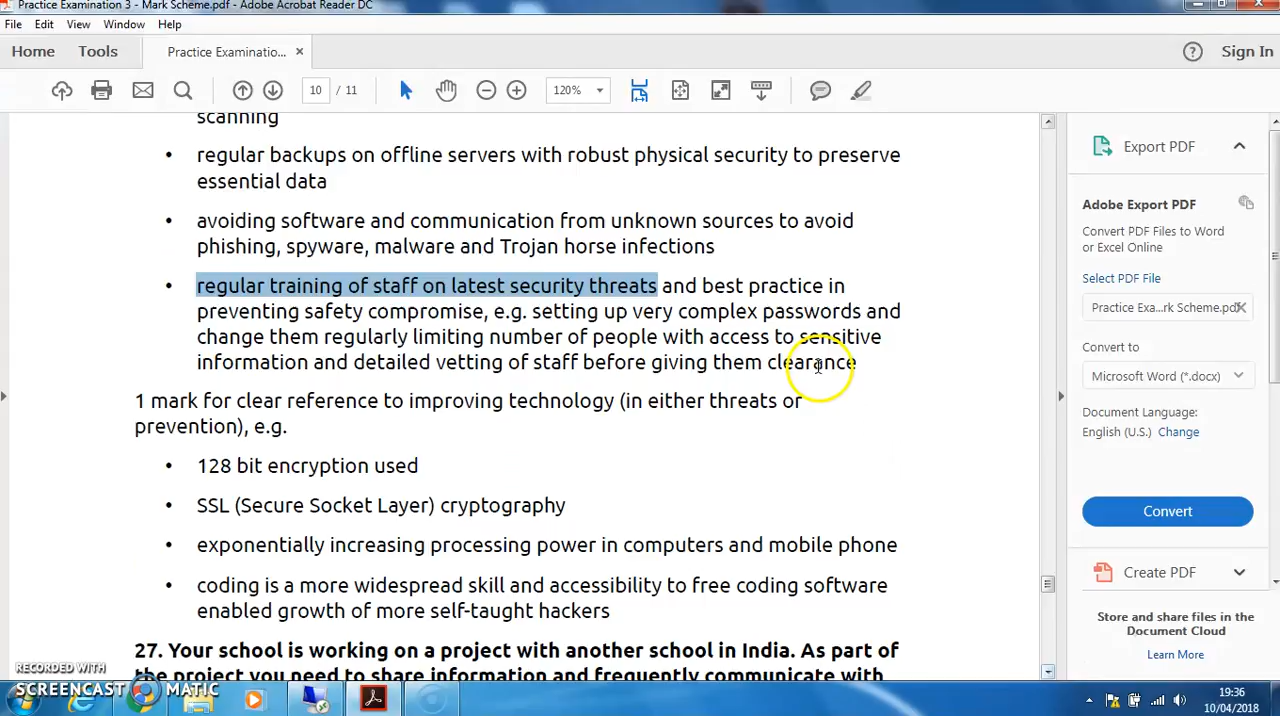 Practice Examination 3 - Mark Scheme.pdf - Adobe Acrobat Reader DC
File Edit View Window Help
Home Tools Practice Examinatio... × Sign In
10 / 11 120%
scanning
• regular backups on offline servers with robust physical security to preserve
essential data
• avoiding software and communication from unknown sources to avoid
phishing, spyware, malware and Trojan horse infections
• regular training of staff on latest security threats and best practice in
preventing safety compromise, e.g. setting up very complex passwords and
change them regularly limiting number of people with access to sensitive
information and detailed vetting of staff before giving them clearance
1 mark for clear reference to improving technology (in either threats or
prevention), e.g.
• 128 bit encryption used
• SSL (Secure Socket Layer) cryptography
• exponentially increasing processing power in computers and mobile phone
• coding is a more widespread skill and accessibility to free coding software
enabled growth of more self-taught hackers
27. Your school is working on a project with another school in India. As part of
the project you need to share information and frequently communicate with
Export PDF
Adobe Export PDF
Convert PDF Files to Word
or Excel Online
Select PDF File
Practice Exa...rk Scheme.pdf
Convert to
Microsoft Word (*.docx)
Document Language:
English (U.S.) Change
Convert
Create PDF
Store and share files in the
Document Cloud
Learn More
RECORDED WITH
SCREENCAST MATIC
19:36
10/04/2018